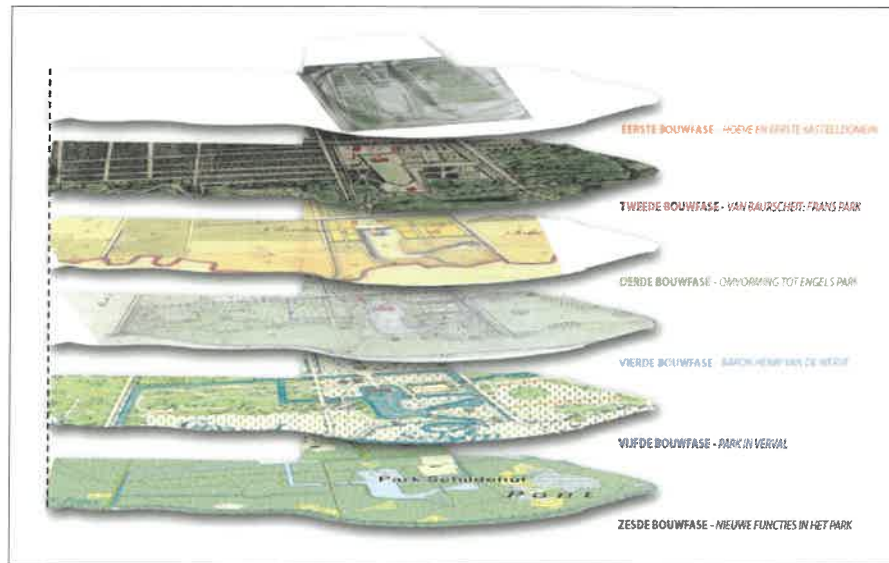 EERSTE BOUWFASE - HOEVE EN EERSTE KASTEELDOMEIN
TWEEDE BOUWFASE - VAN BAURSCHEIT: FRANS PARK
DERDE BOUWFASE - OMVORMING TOT ENGELS PARK
VIERDE BOUWFASE - BARON HENRI VAN DE WERVE
VIJFDE BOUWFASE - PARK IN VERVAL
Park Schildehof
Pont
ZESDE BOUWFASE - NIEUWE FUNCTIES IN HET PARK